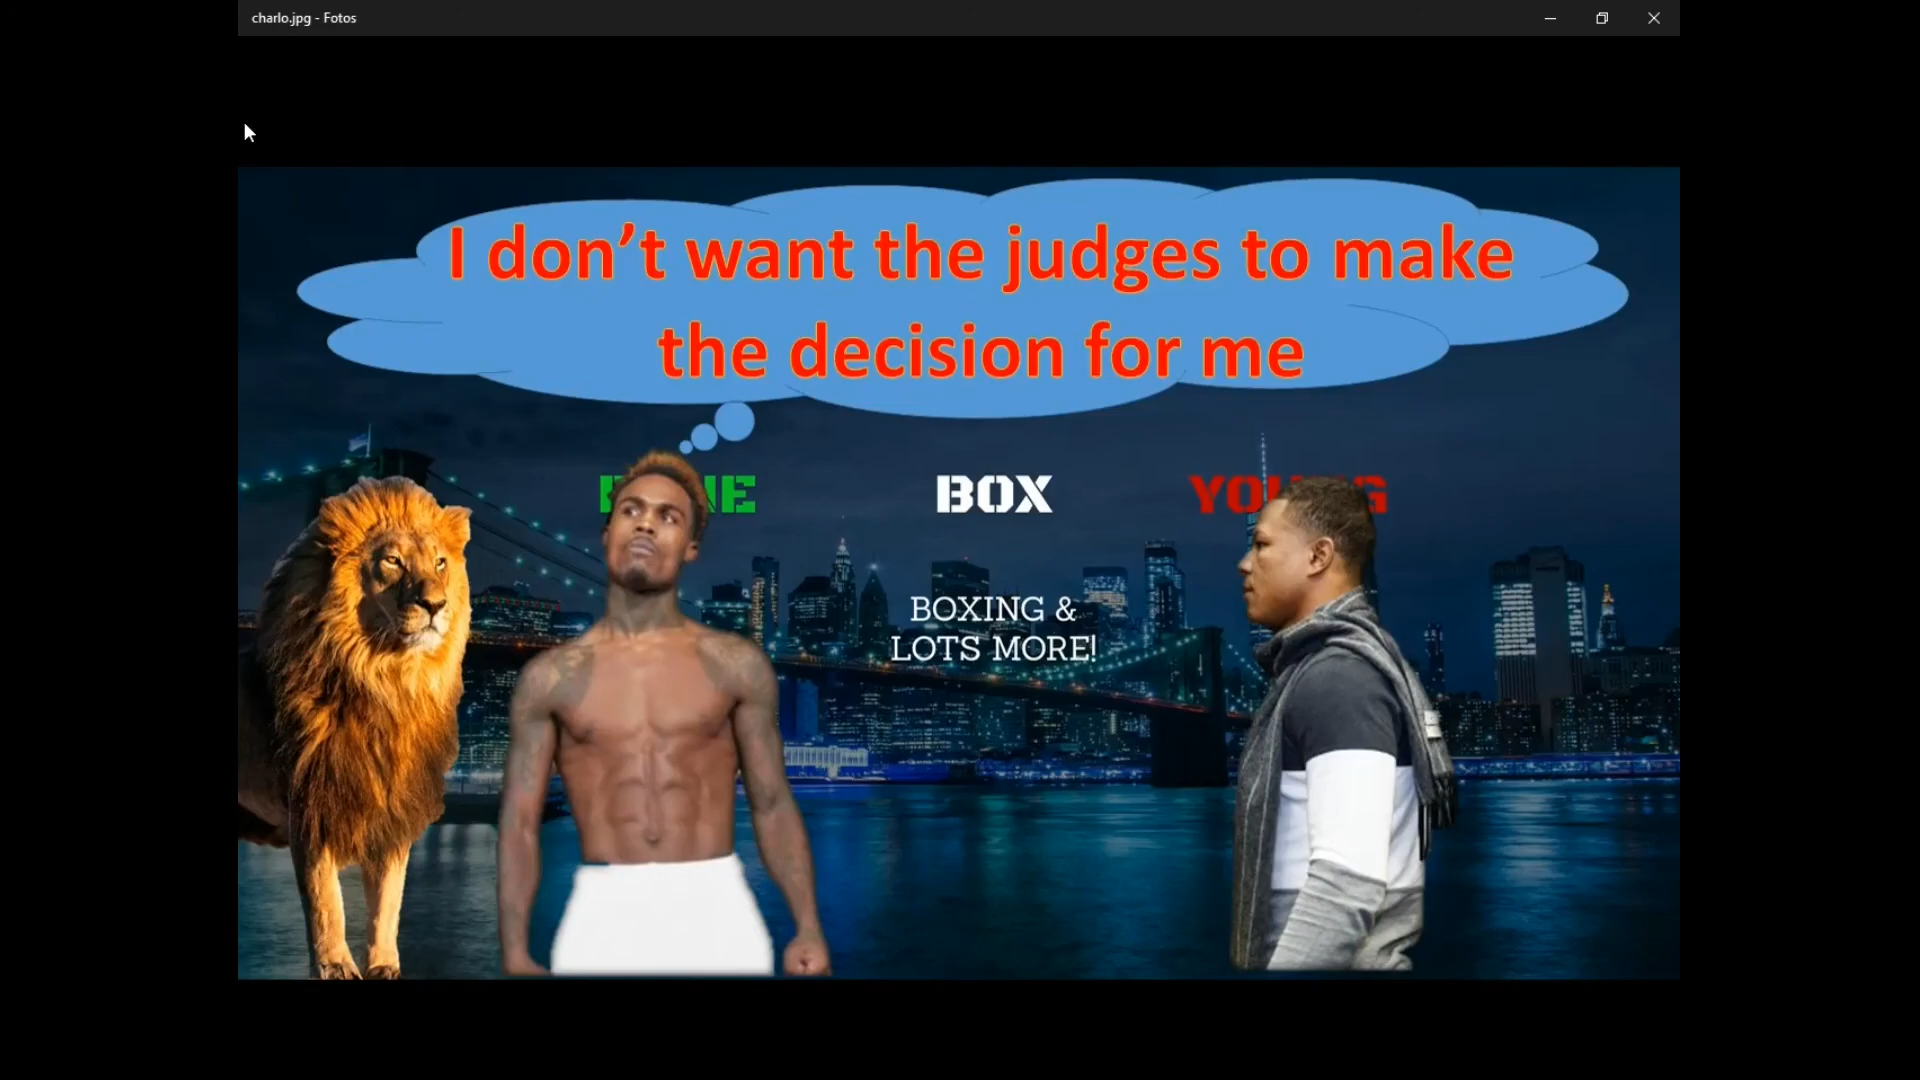 charlo.jpg - Fotos
I don’t want the judges to make
the decision for me
BOX
BOXING &
LOTS MORE!